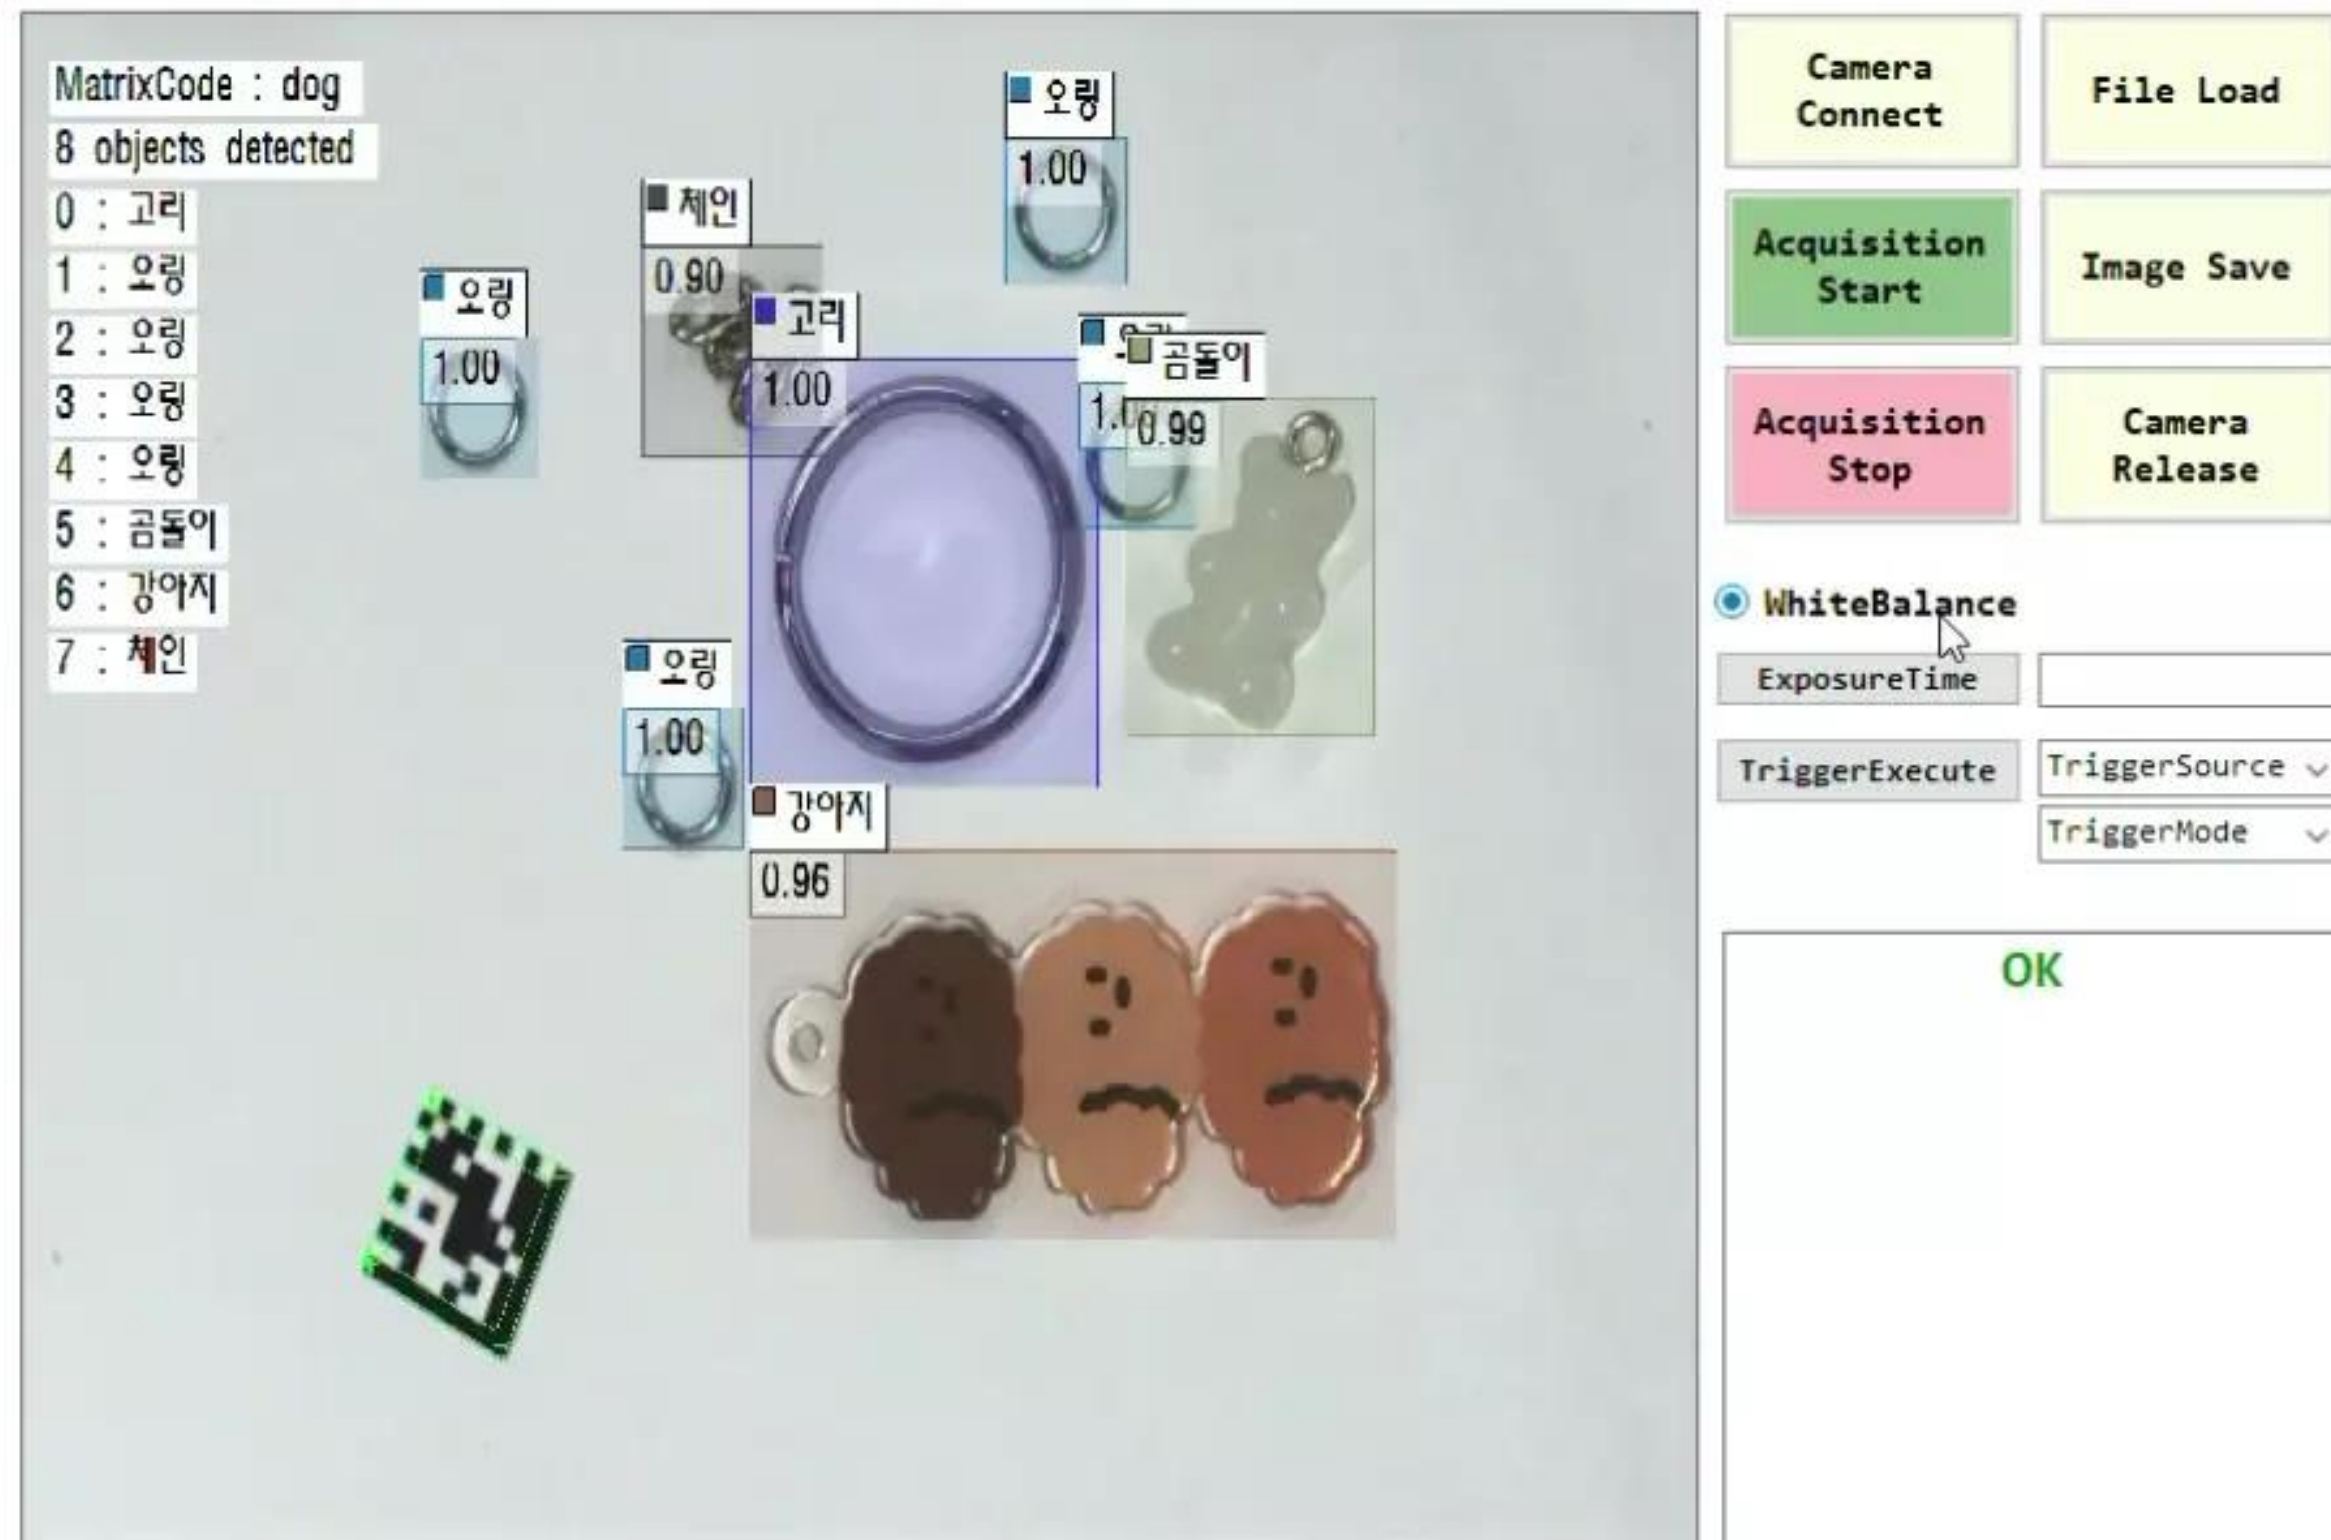 MatrixCode : dog
8 objects detected
0 : 고리
1 : 오링
2 : 오링
3 : 오링
4 : 오링
5 : 곰돌이
6 : 강아지
7 : 체인
오링
1.00
체인
0.90
오링
1.00
고리
1.00
곰돌이
0.99
오링
1.00
강아지
0.96
Camera
Connect
File Load
Acquisition
Start
Image Save
Acquisition
Stop
Camera
Release
WhiteBalance
ExposureTime
TriggerExecute
TriggerSource
TriggerMode
OK